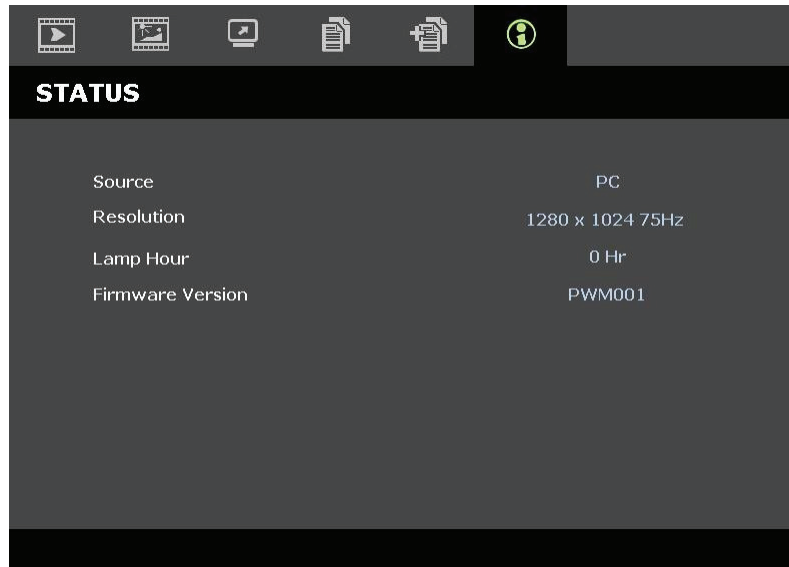 STATUS
Source PC
Resolution 1280 x 1024 75Hz
Lamp Hour 0 Hr
Firmware Version PWM001